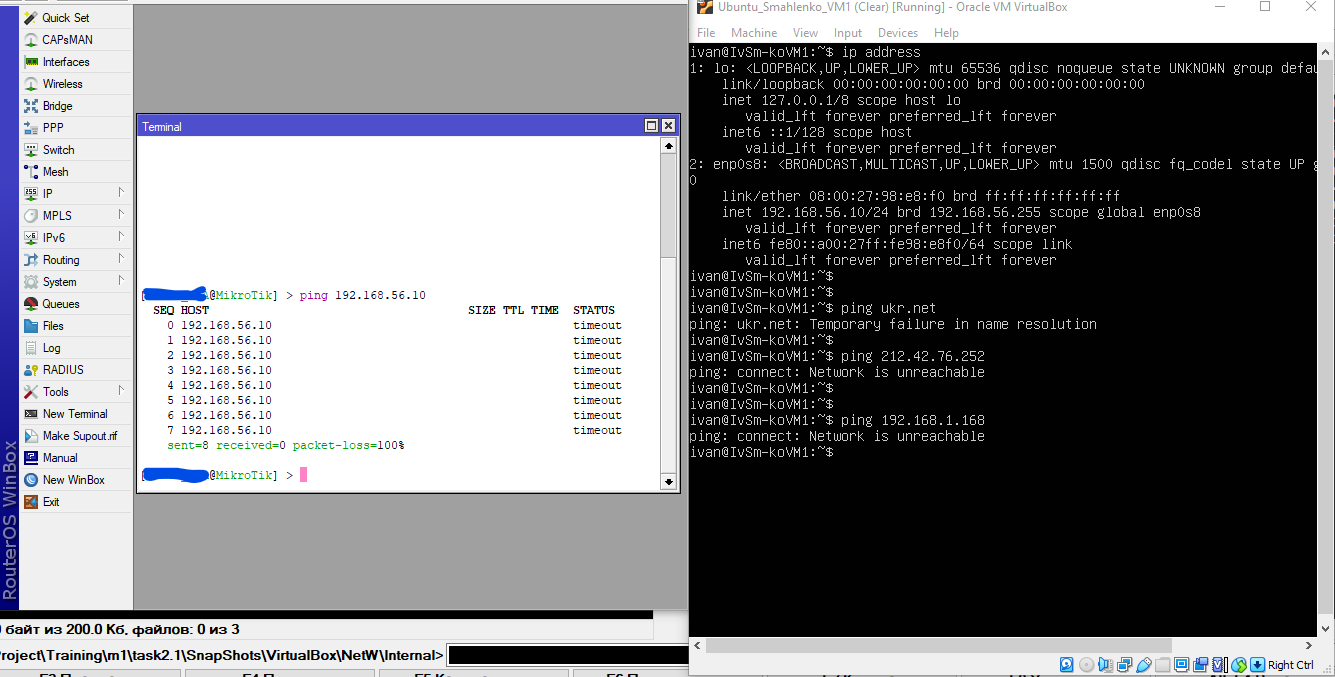 Quick Set
CAPsMAN
Interfaces
Wireless
Bridge
PPP
Switch
Mesh
IP
MPLS
IPv6
Routing
System
Queues
Files
Log
RADIUS
Tools
New Terminal
Make Supout.rif
Manual
New WinBox
Exit
RouterOS WinBox
Terminal
@MikroTik] > ping 192.168.56.10
SEQ HOST SIZE TTL TIME STATUS
0 192.168.56.10 timeout
1 192.168.56.10 timeout
2 192.168.56.10 timeout
3 192.168.56.10 timeout
4 192.168.56.10 timeout
5 192.168.56.10 timeout
6 192.168.56.10 timeout
7 192.168.56.10 timeout
sent=8 received=0 packet-loss=100%
@MikroTik] >
байт из 200.0 Кб, файлов: 0 из 3
roject\Training\m1\task2.1\SnapShots\VirtualBox\NetW\Internal>
Ubuntu_Smahlenko_VM1 (Clear) [Running] - Oracle VM VirtualBox
File Machine View Input Devices Help
ivan@IvSm-koVM1:~$ ip address
1: lo: <LOOPBACK,UP,LOWER_UP> mtu 65536 qdisc noqueue state UNKNOWN group defau
link/loopback 00:00:00:00:00:00 brd 00:00:00:00:00:00
inet 127.0.0.1/8 scope host lo
valid_lft forever preferred_lft forever
inet6 ::1/128 scope host
valid_lft forever preferred_lft forever
2: enp0s8: <BROADCAST,MULTICAST,UP,LOWER_UP> mtu 1500 qdisc fq_codel state UP g
0
link/ether 08:00:27:98:e8:f0 brd ff:ff:ff:ff:ff:ff
inet 192.168.56.10/24 brd 192.168.56.255 scope global enp0s8
valid_lft forever preferred_lft forever
inet6 fe80::a00:27ff:fe98:e8f0/64 scope link
valid_lft forever preferred_lft forever
ivan@IvSm-koVM1:~$
ivan@IvSm-koVM1:~$
ivan@IvSm-koVM1:~$ ping ukr.net
ping: ukr.net: Temporary failure in name resolution
ivan@IvSm-koVM1:~$
ivan@IvSm-koVM1:~$ ping 212.42.76.252
ping: connect: Network is unreachable
ivan@IvSm-koVM1:~$
ivan@IvSm-koVM1:~$
ivan@IvSm-koVM1:~$ ping 192.168.1.168
ping: connect: Network is unreachable
ivan@IvSm-koVM1:~$
Right Ctrl